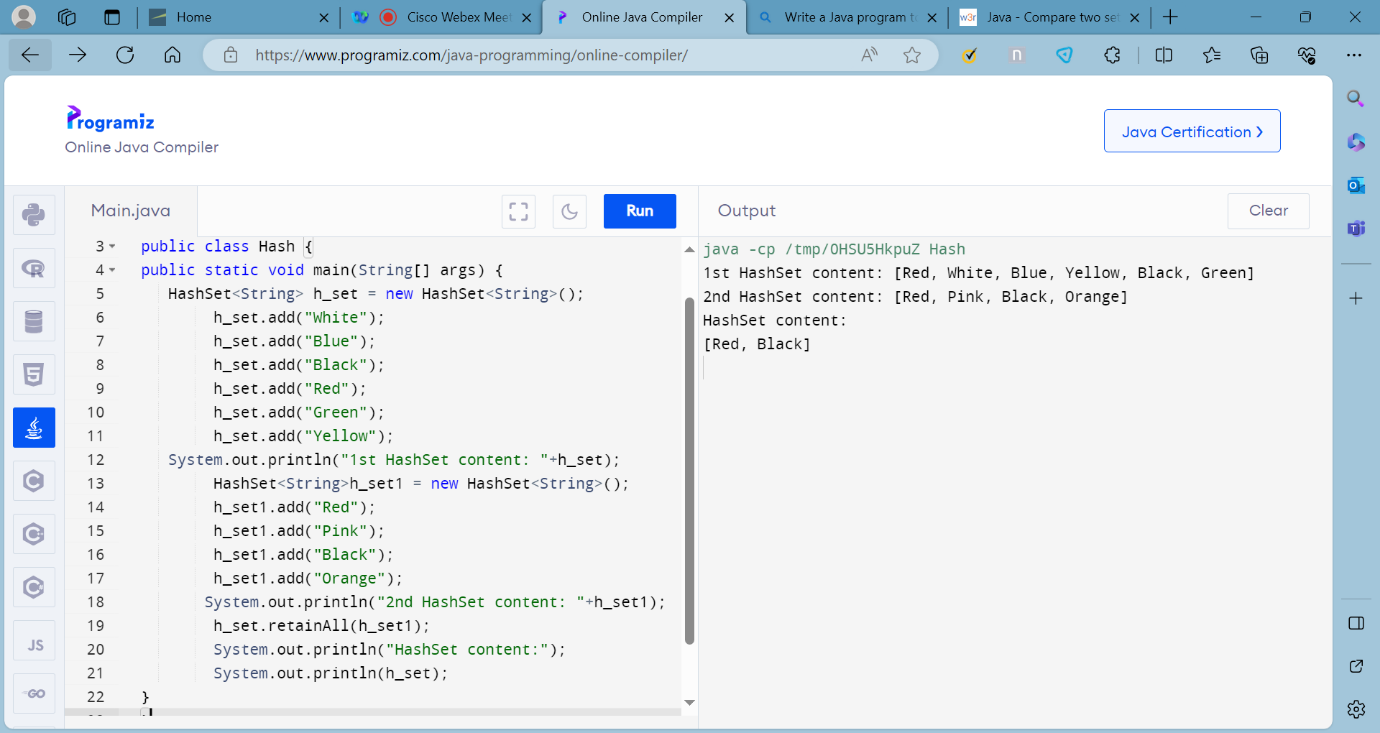 Home
Cisco Webex Meet
Online Java Compiler
Write a Java program to
w3r
Java - Compare two set
https://www.programiz.com/java-programming/online-compiler/
Programiz
Online Java Compiler
Java Certification
Main.java
Run
Output
Clear
3
public class Hash {
4
public static void main(String[] args) {
5
HashSet<String> h_set = new HashSet<String>();
6
h_set.add("White");
7
h_set.add("Blue");
8
h_set.add("Black");
9
h_set.add("Red");
10
h_set.add("Green");
11
h_set.add("Yellow");
12
System.out.println("1st HashSet content: "+h_set);
13
HashSet<String>h_set1 = new HashSet<String>();
14
h_set1.add("Red");
15
h_set1.add("Pink");
16
h_set1.add("Black");
17
h_set1.add("Orange");
18
System.out.println("2nd HashSet content: "+h_set1);
19
h_set.retainAll(h_set1);
20
System.out.println("HashSet content:");
21
System.out.println(h_set);
22
}
JS
GO
java -cp /tmp/OHSU5HkpuZ Hash
1st HashSet content: [Red, White, Blue, Yellow, Black, Green]
2nd HashSet content: [Red, Pink, Black, Orange]
HashSet content:
[Red, Black]